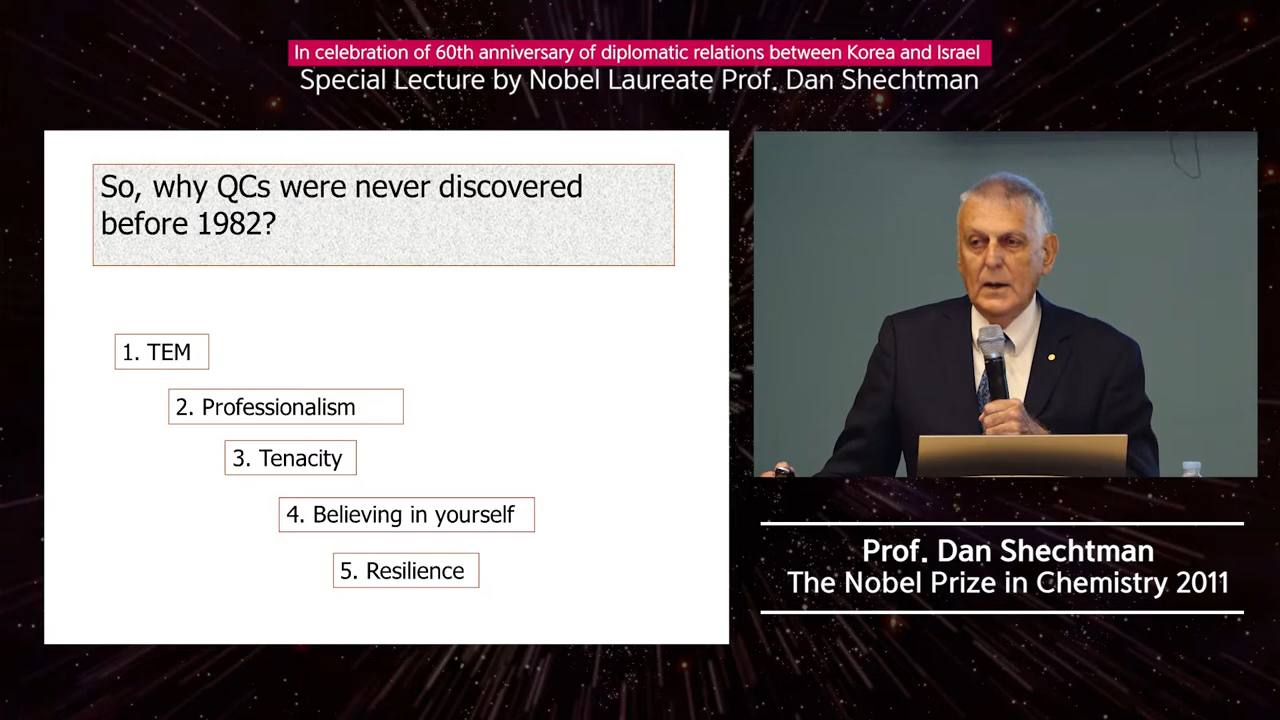 In celebration of 60th anniversary of diplomatic relations between Korea and Israel
Special Lecture by Nobel Laureate Prof. Dan Shechtman
So, why QCs were never discovered
before 1982?
1. TEM
2. Professionalism
3. Tenacity
4. Believing in yourself
5. Resilience
Prof. Dan Shechtman
The Nobel Prize in Chemistry 2011